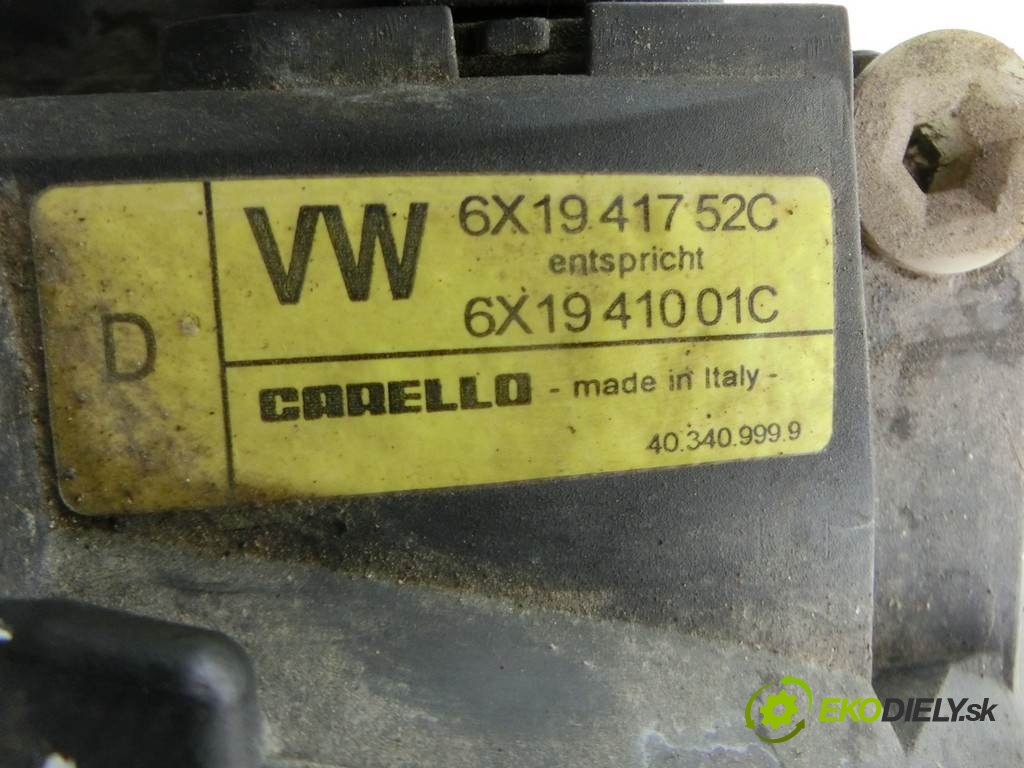 D
VW
6X19 417 52C
entspricht
6X19 410 01C
CARELLO - made in Italy -
40.340.999.9
EKODIELY.sk